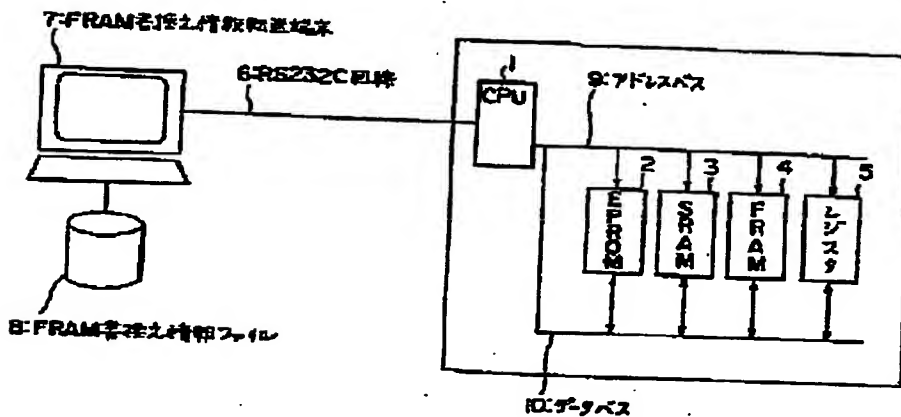 7:FRAM書換え情報転送端末
6:RS232C回線
1
CPU
9:アドレスバス
2
3
4
5
EPROM
SRAM
FRAM
レジスタ
8:FRAM書換え情報ファイル
10:データバス